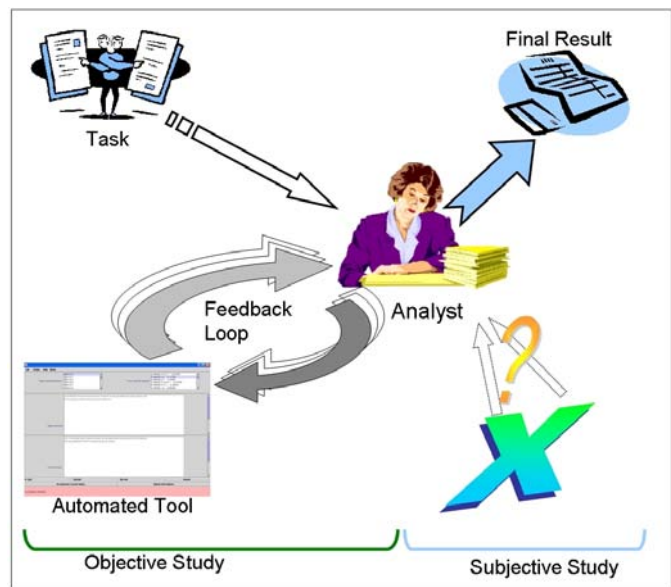 Final Result
Task
Feedback
Loop
Analyst
?
X
Automated Tool
Objective Study
Subjective Study